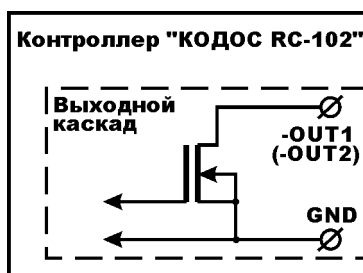 Контроллер "КОДОС RC-102"
Выходной
каскад
-OUT1
(-OUT2)
GND